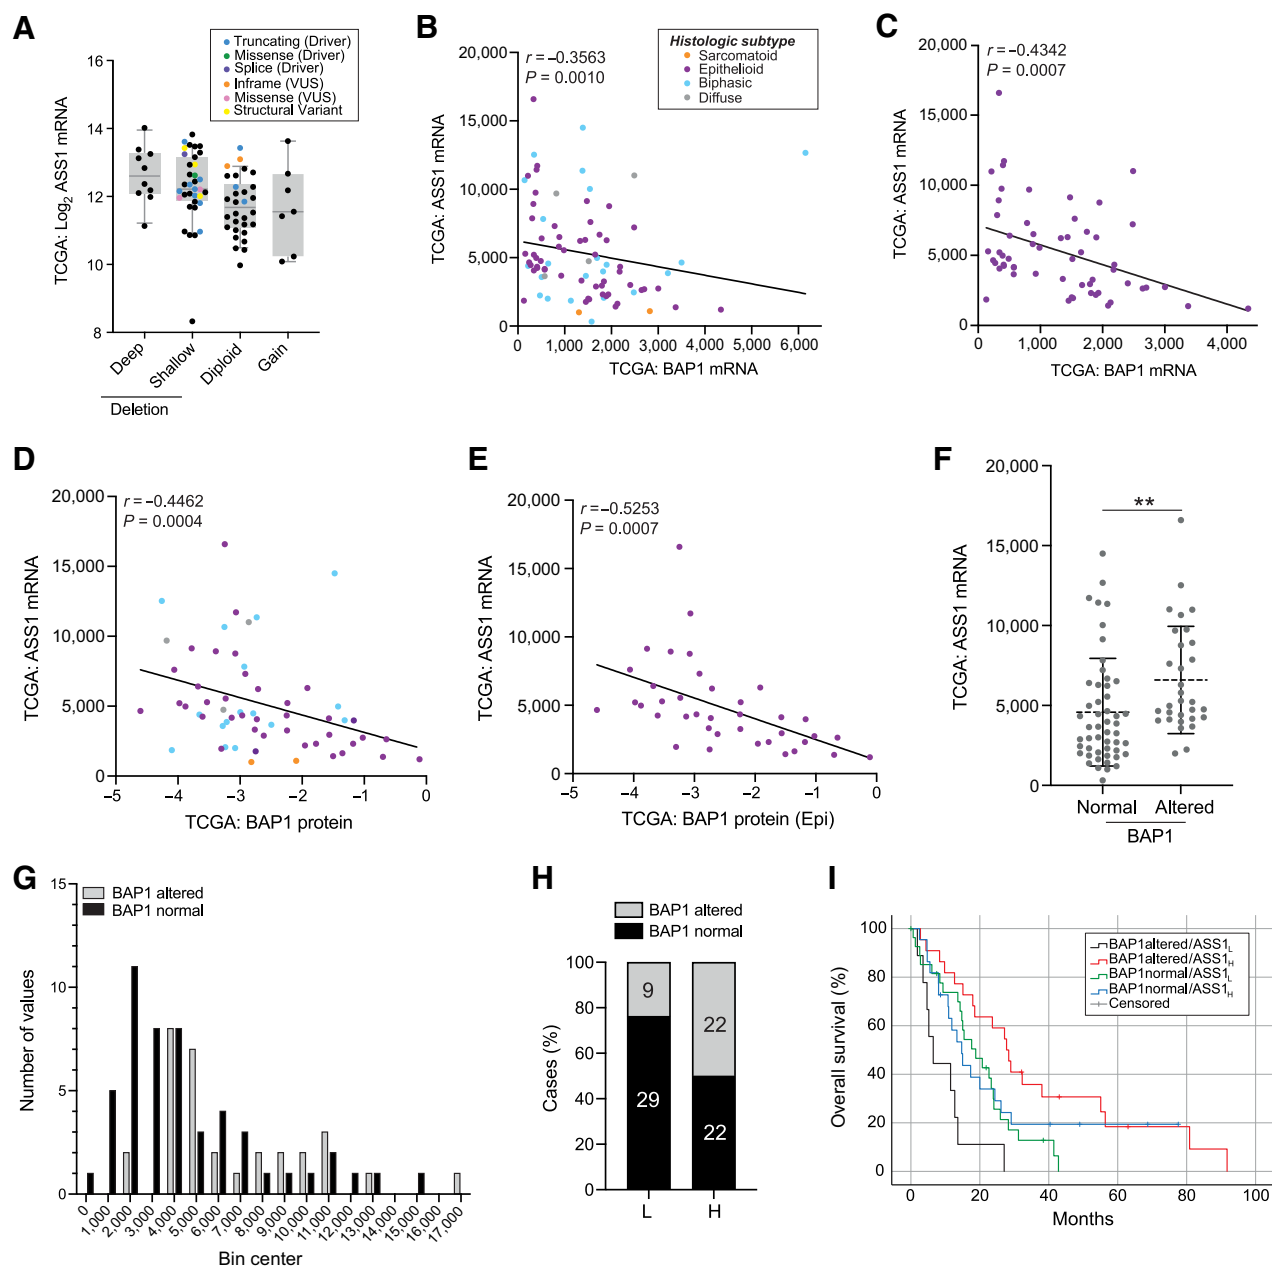 A
Truncating (Driver)
Missense (Driver)
Splice (Driver)
Inframe (VUS)
Missense (VUS)
Structural Variant
TCGA: Log2 ASS1 mRNA
16
14
12
10
8
Deep
Shallow
Diploid
Gain
Deletion
B
r = –0.3563
P = 0.0010
Histologic subtype
Sarcomatoid
Epithelioid
Biphasic
Diffuse
TCGA: ASS1 mRNA
20,000
15,000
10,000
5,000
0
0 1,000 2,000 3,000 4,000 5,000 6,000
TCGA: BAP1 mRNA
C
r = –0.4342
P = 0.0007
TCGA: ASS1 mRNA
20,000
15,000
10,000
5,000
0
0 1,000 2,000 3,000 4,000
TCGA: BAP1 mRNA
D
r = –0.4462
P = 0.0004
TCGA: ASS1 mRNA
20,000
15,000
10,000
5,000
0
–5 –4 –3 –2 –1 0
TCGA: BAP1 protein
E
r = –0.5253
P = 0.0007
TCGA: ASS1 mRNA
20,000
15,000
10,000
5,000
0
–5 –4 –3 –2 –1 0
TCGA: BAP1 protein (Epi)
F
**
TCGA: ASS1 mRNA
20,000
15,000
10,000
5,000
0
Normal Altered
BAP1
G
BAP1 altered
BAP1 normal
Number of values
15
10
5
0
0 1,000 2,000 3,000 4,000 5,000 6,000 7,000 8,000 9,000 10,000 11,000 12,000 13,000 14,000 15,000 16,000 17,000
Bin center
H
BAP1 altered
BAP1 normal
Cases (%)
100
80
60
40
20
0
9
29
22
22
L H
I
BAP1altered/ASS1L
BAP1altered/ASS1H
BAP1normal/ASS1L
BAP1normal/ASS1H
Censored
Overall survival (%)
100
80
60
40
20
0
0 20 40 60 80 100
Months